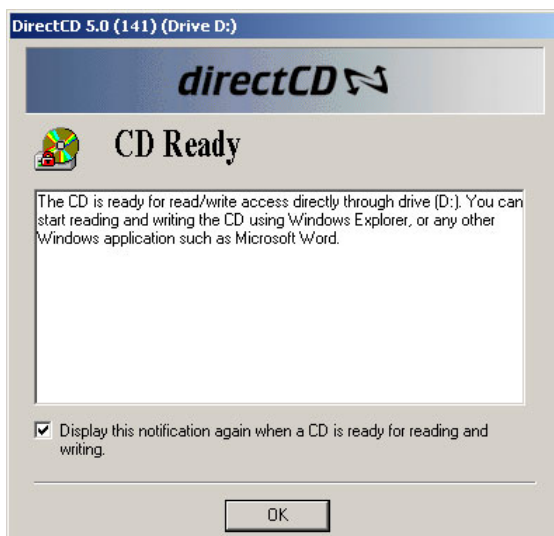 DirectCD 5.0 (141) (Drive D:)
directCD
CD Ready
The CD is ready for read/write access directly through drive (D:). You can
start reading and writing the CD using Windows Explorer, or any other
Windows application such as Microsoft Word.
Display this notification again when a CD is ready for reading and
writing.
OK